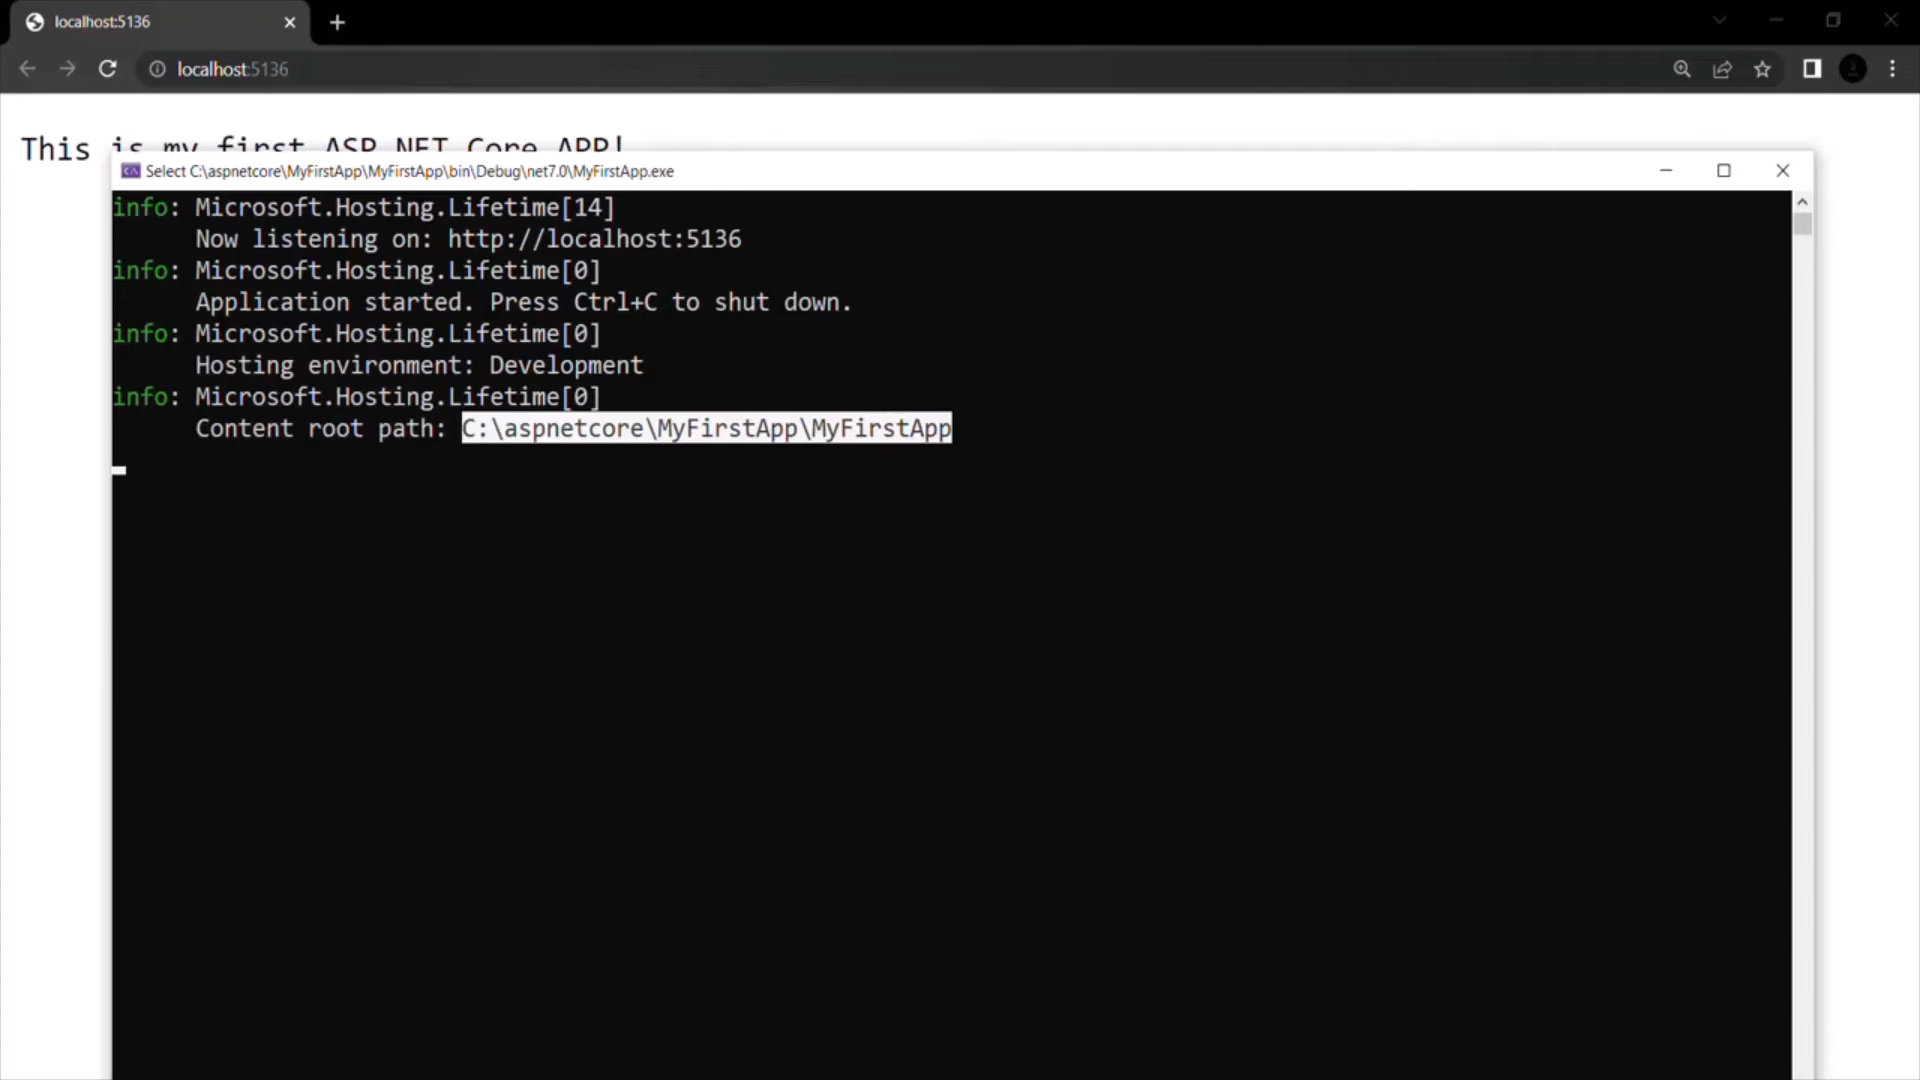 localhost:5136
localhost:5136
This is my first ASP NET Core APP!
Select C:\aspnetcore\MyFirstApp\MyFirstApp\bin\Debug\net7.0\MyFirstApp.exe
info: Microsoft.Hosting.Lifetime[14]
Now listening on: http://localhost:5136
info: Microsoft.Hosting.Lifetime[0]
Application started. Press Ctrl+C to shut down.
info: Microsoft.Hosting.Lifetime[0]
Hosting environment: Development
info: Microsoft.Hosting.Lifetime[0]
Content root path: C:\aspnetcore\MyFirstApp\MyFirstApp